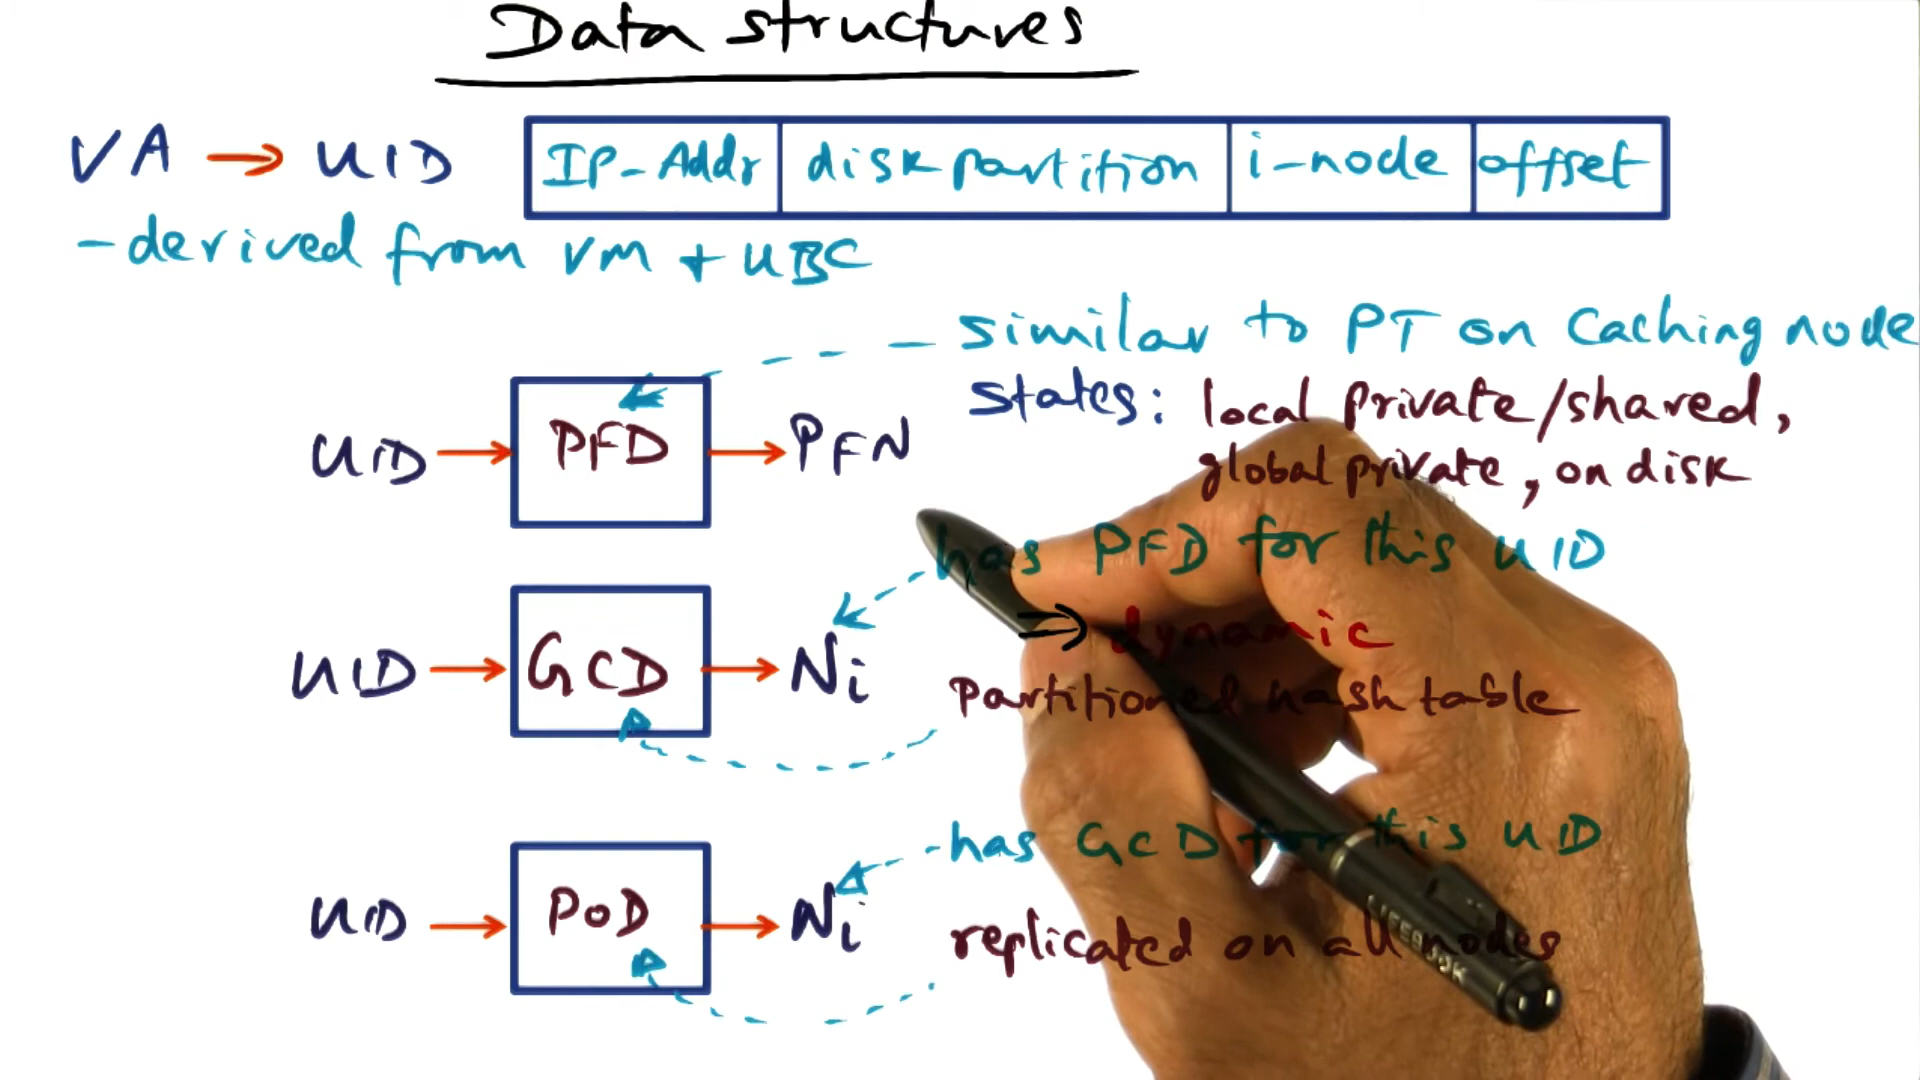 Data structures
VA → UID IP-Addr disk partition i-node offset
- derived from VM + UBC
similar to PT on Caching node
States: local private/shared,
global private, on disk
UID → PFD → PFN
has PFD for this UID
⇒ dynamic
UID → GCD → Ni
Partitioned hash table
has GCD for this UID
UID → POD → Ni
replicated on all nodes